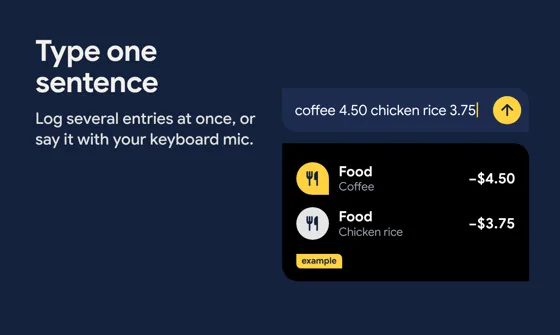 Type one
sentence
Log several entries at once, or
say it with your keyboard mic.
coffee 4.50 chicken rice 3.75
Food
Coffee
–$4.50
Food
Chicken rice
–$3.75
example